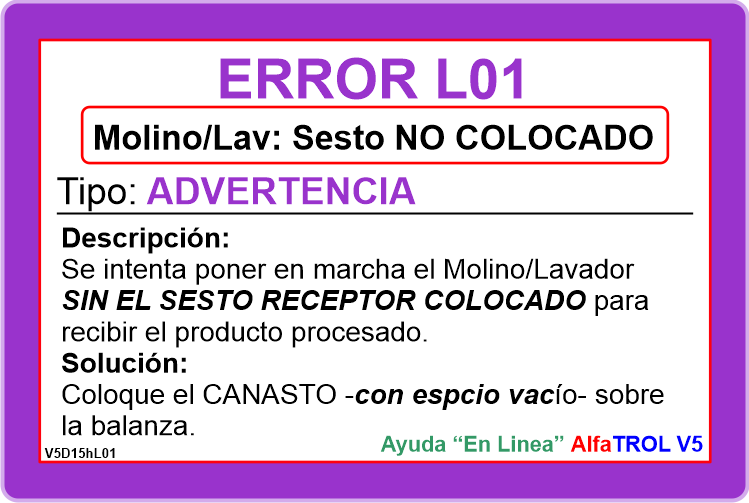 ERROR L01
Molino/Lav: Sesto NO COLOCADO
Tipo: ADVERTENCIA
Descripción:
Se intenta poner en marcha el Molino/Lavador
SIN EL SESTO RECEPTOR COLOCADO para
recibir el producto procesado.
Solución:
Coloque el CANASTO -con espcio vacío- sobre
la balanza.
Ayuda “En Linea” AlfaTROL V5
V5D15hL01